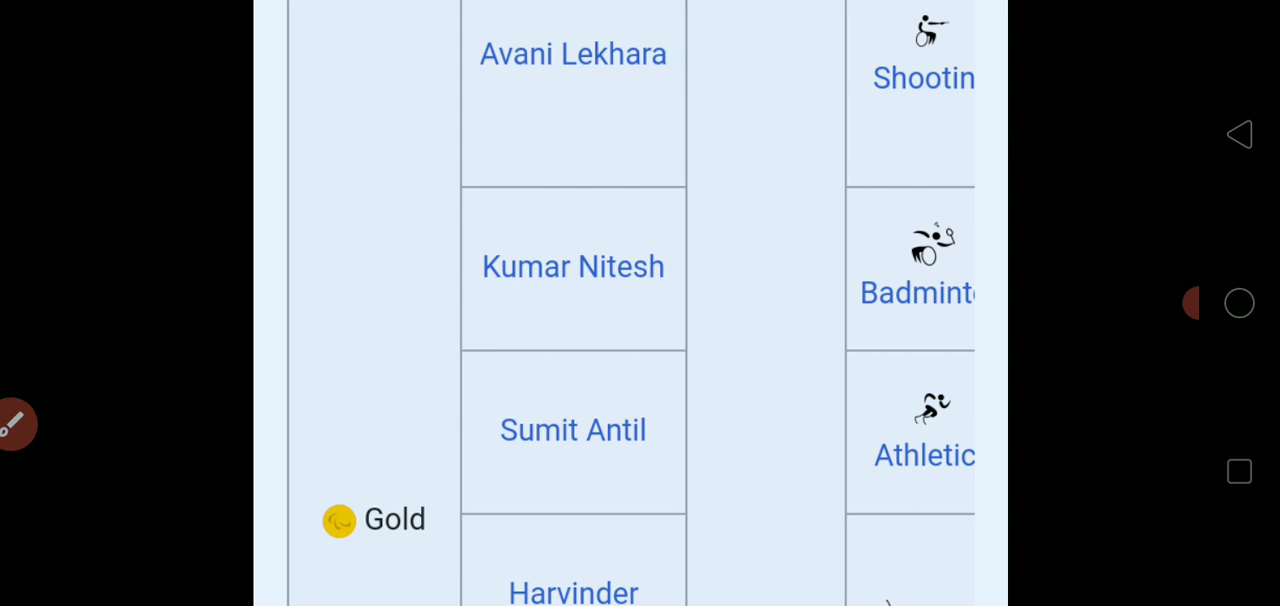 Avani Lekhara
Shootin
Kumar Nitesh
Badmint
Sumit Antil
Athletic
Gold
Harvinder